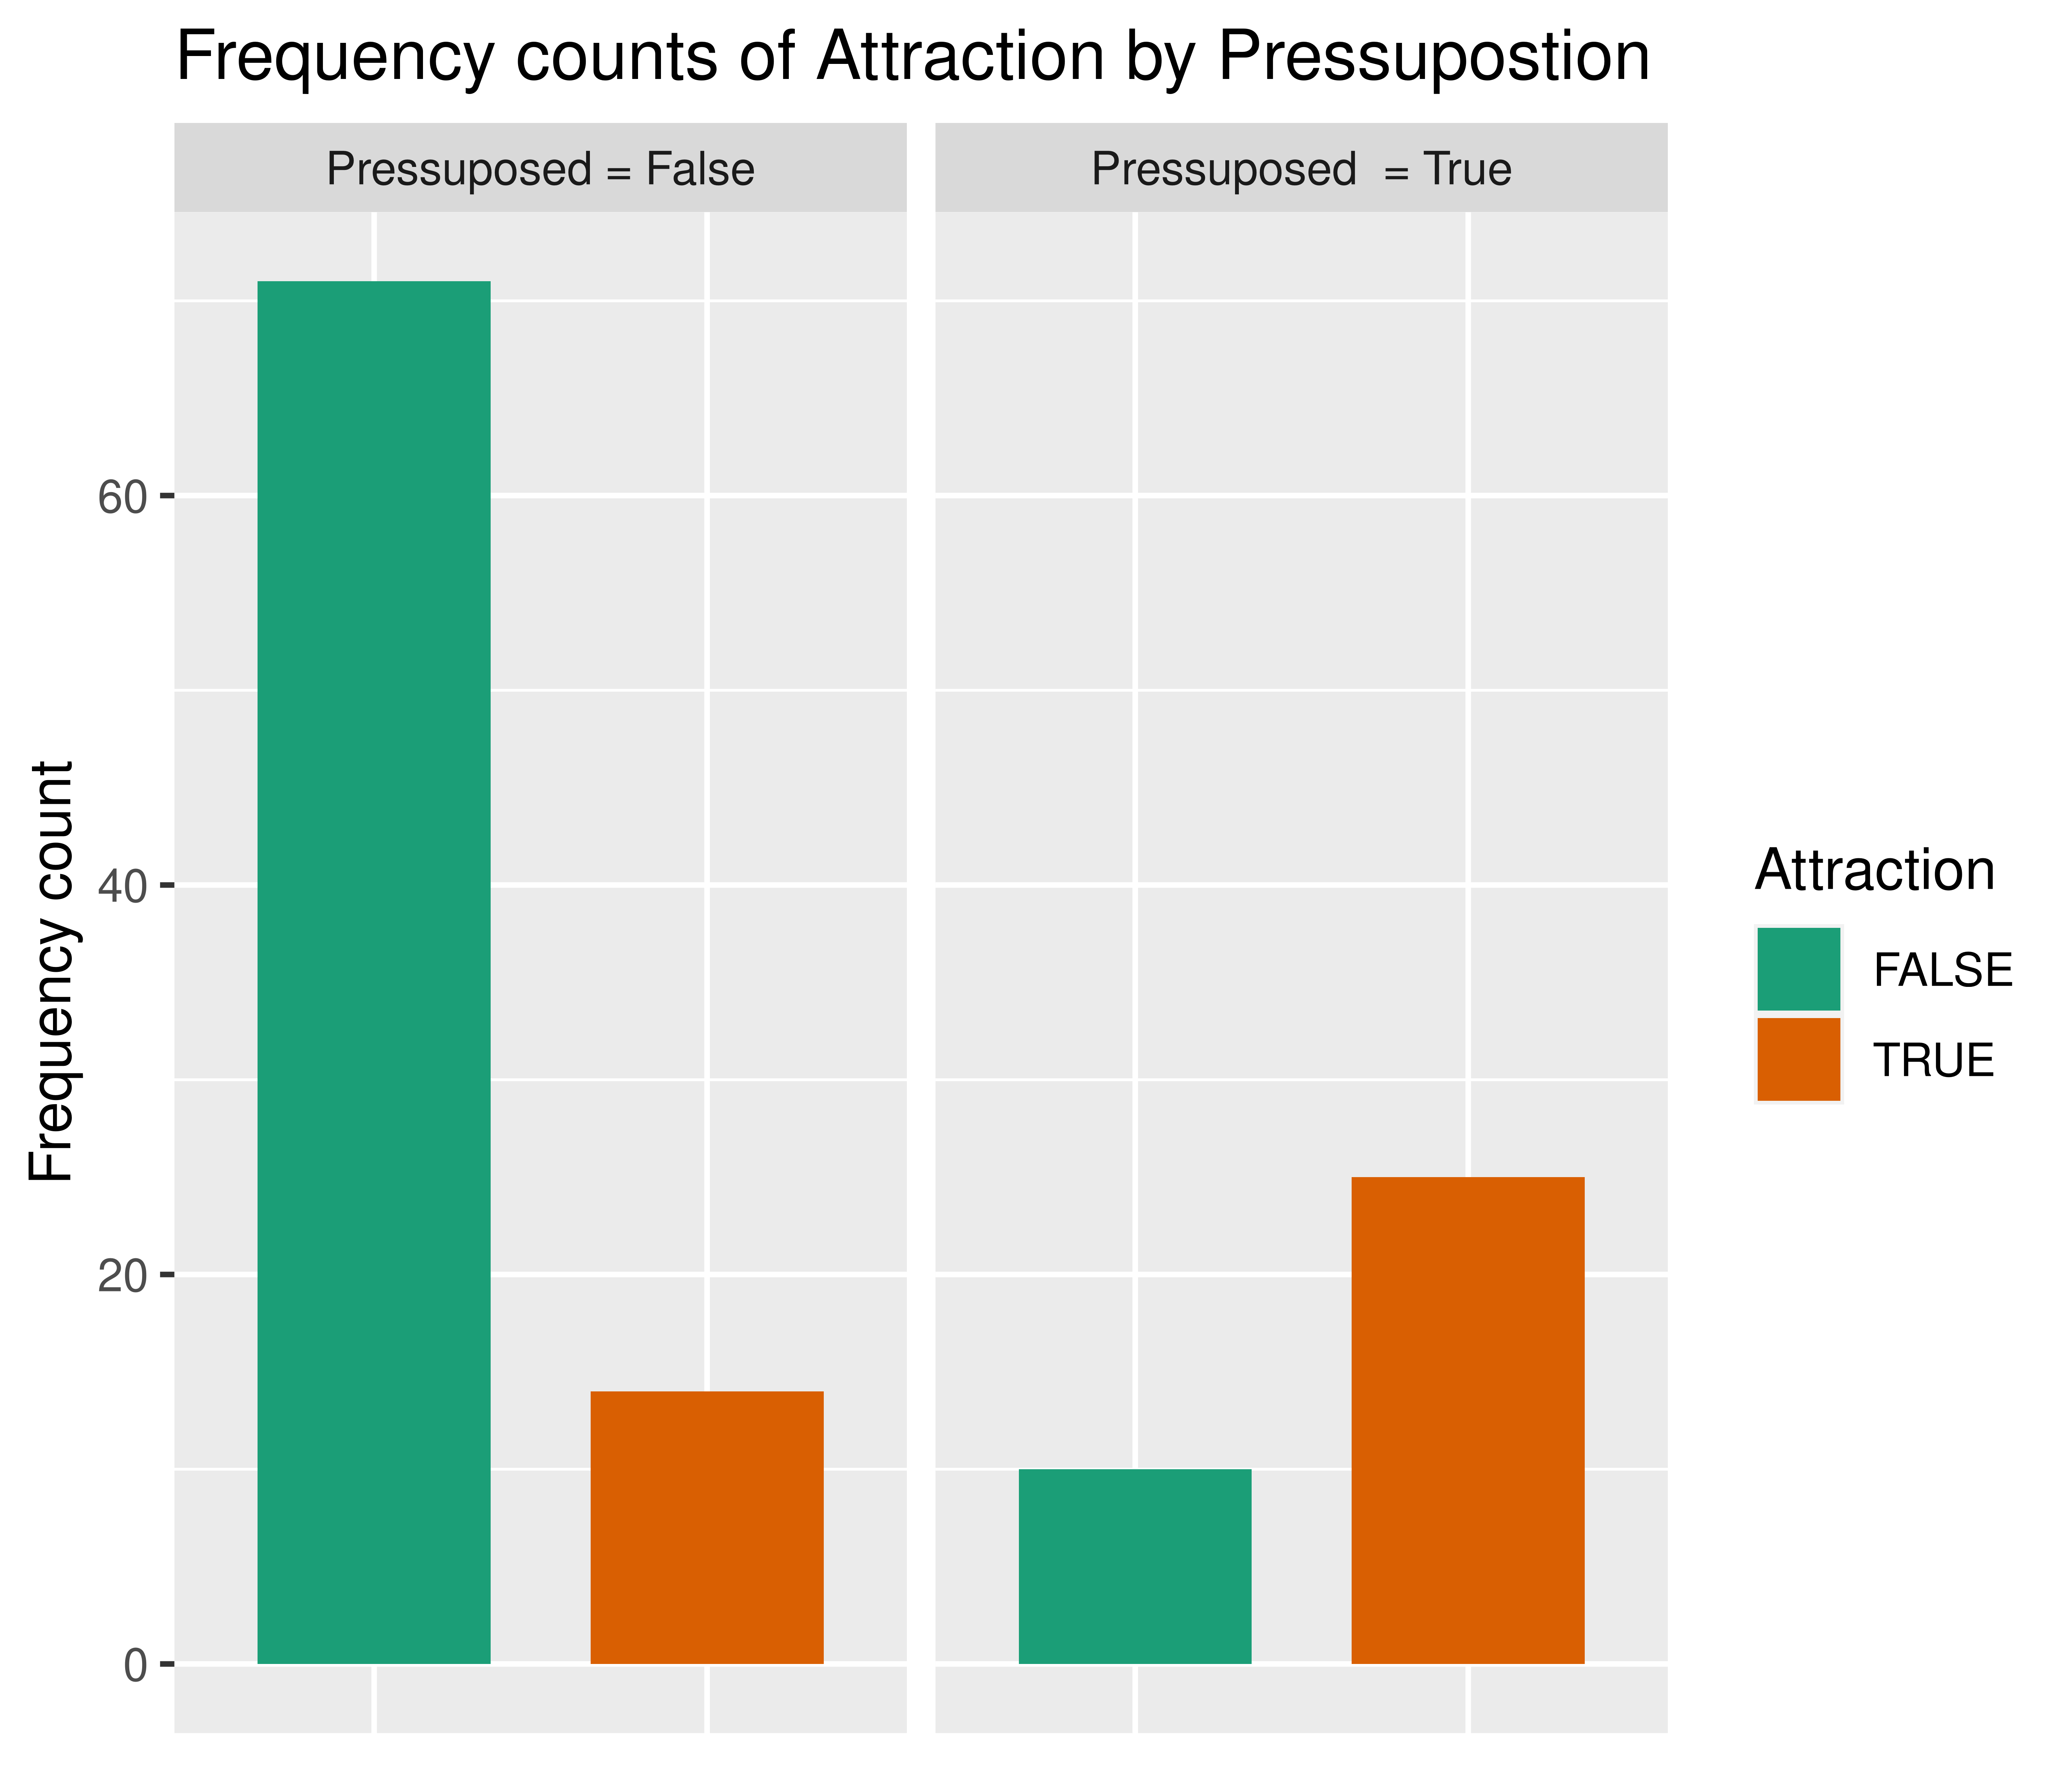 Frequency counts of Attraction by Pressupostion
Pressuposed = False
Pressuposed  = True
Frequency count
60
40
20
0
Attraction
FALSE
TRUE